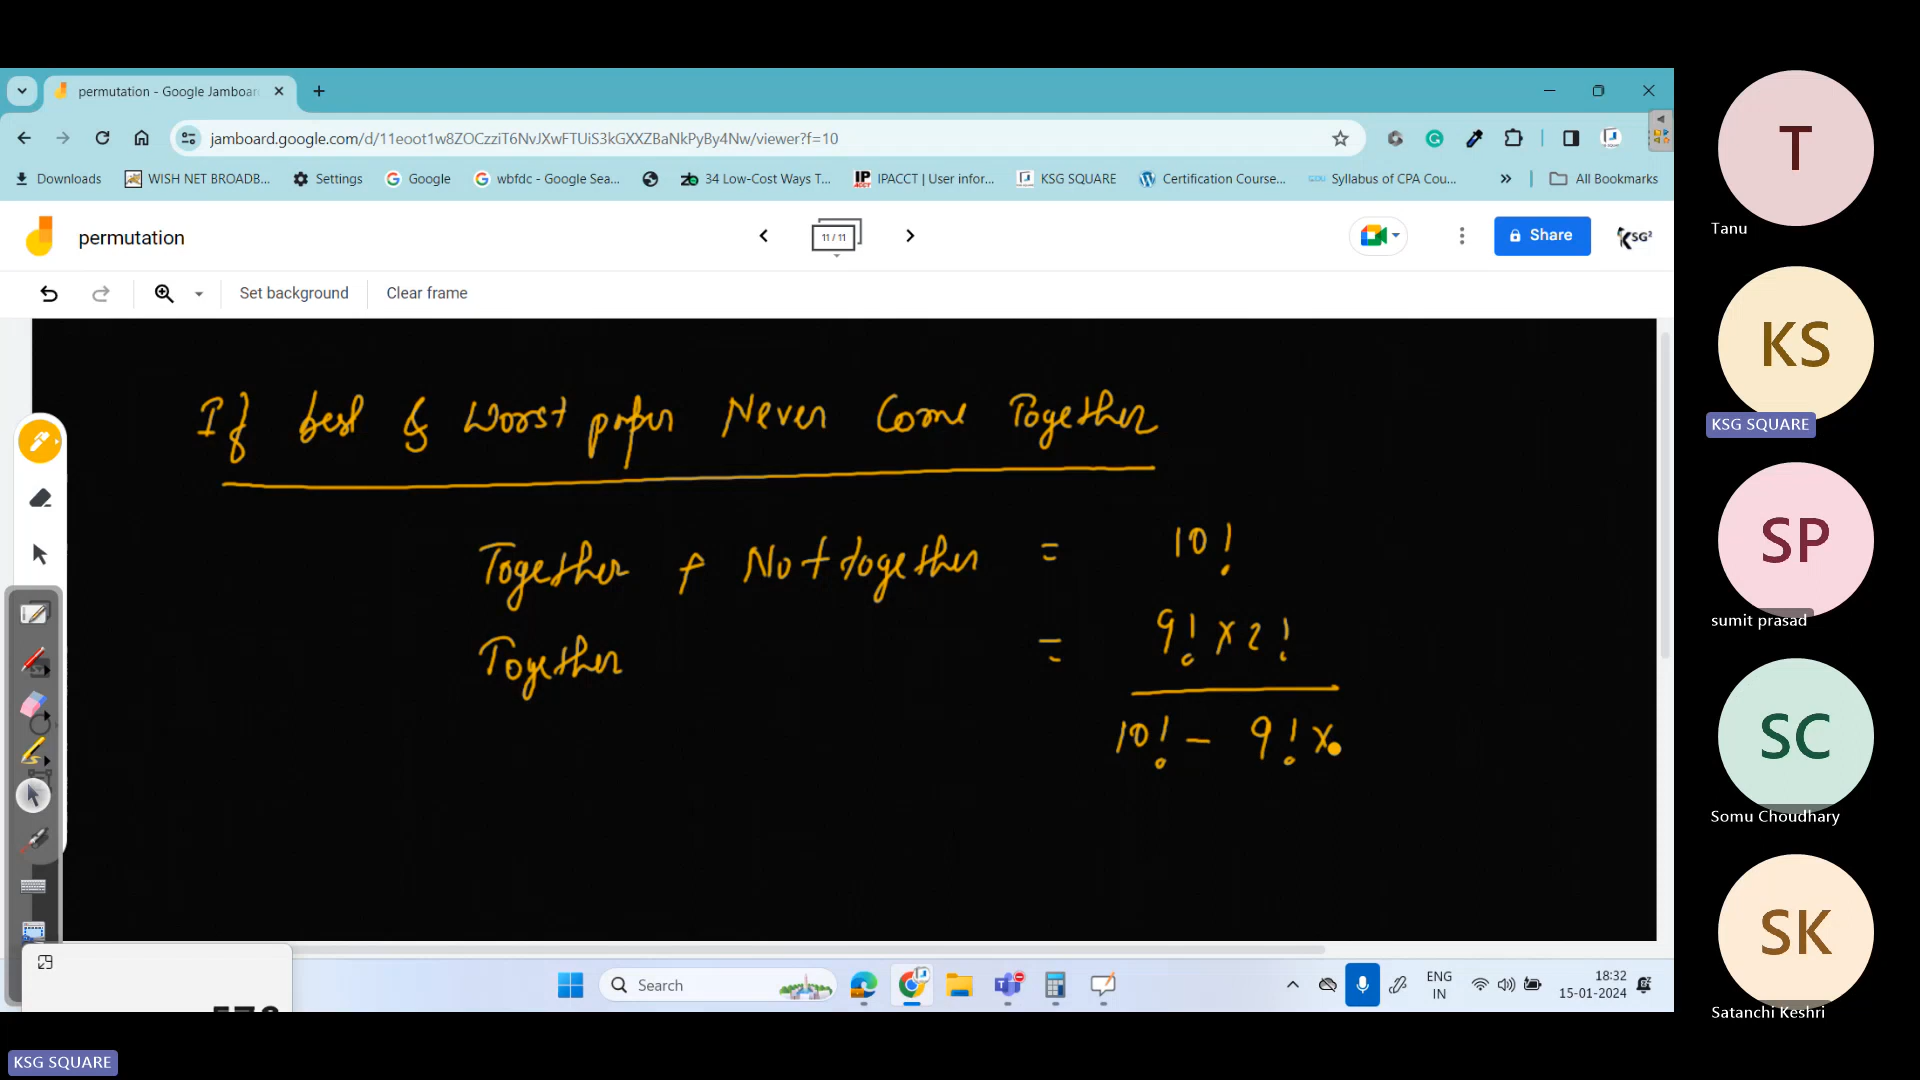 permutation - Google Jamboar
jamboard.google.com/d/11eoot1w8ZOCzziT6NvJXwFTUiS3kGXXZBaNkPyBy4Nw/viewer?f=10
Downloads WISH NET BROADB... Settings Google wbfdc - Google Sea... 34 Low-Cost Ways T... IPACCT | User infor... KSG SQUARE Certification Course... Syllabus of CPA Cou... » All Bookmarks
permutation 11 / 11 Share KSG²
Set background Clear frame
If best & Worst paper Never Come Together
Together + Not together = 10!
Together = 9! x 2!
10! - 9! x
Search ENG IN 18:32 15-01-2024
KSG SQUARE
T
Tanu
KS
KSG SQUARE
SP
sumit prasad
SC
Somu Choudhary
SK
Satanchi Keshri